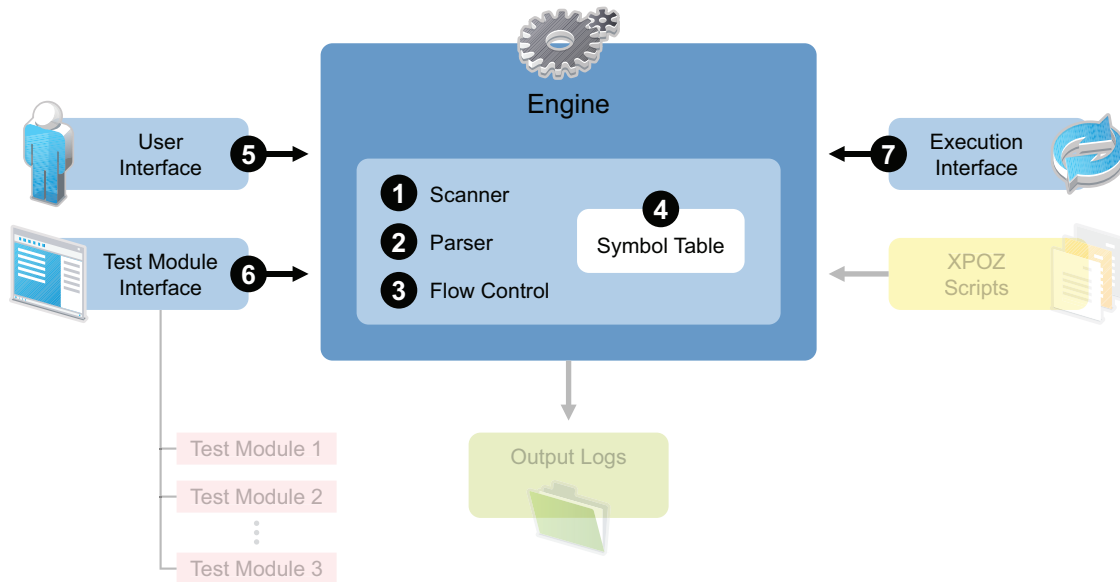 Engine
User
Interface
5
7
Execution
Interface
1 Scanner
2 Parser
3 Flow Control
4
Symbol Table
Test Module
Interface
6
XPOZ
Scripts
Test Module 1
Test Module 2
Test Module 3
Output Logs